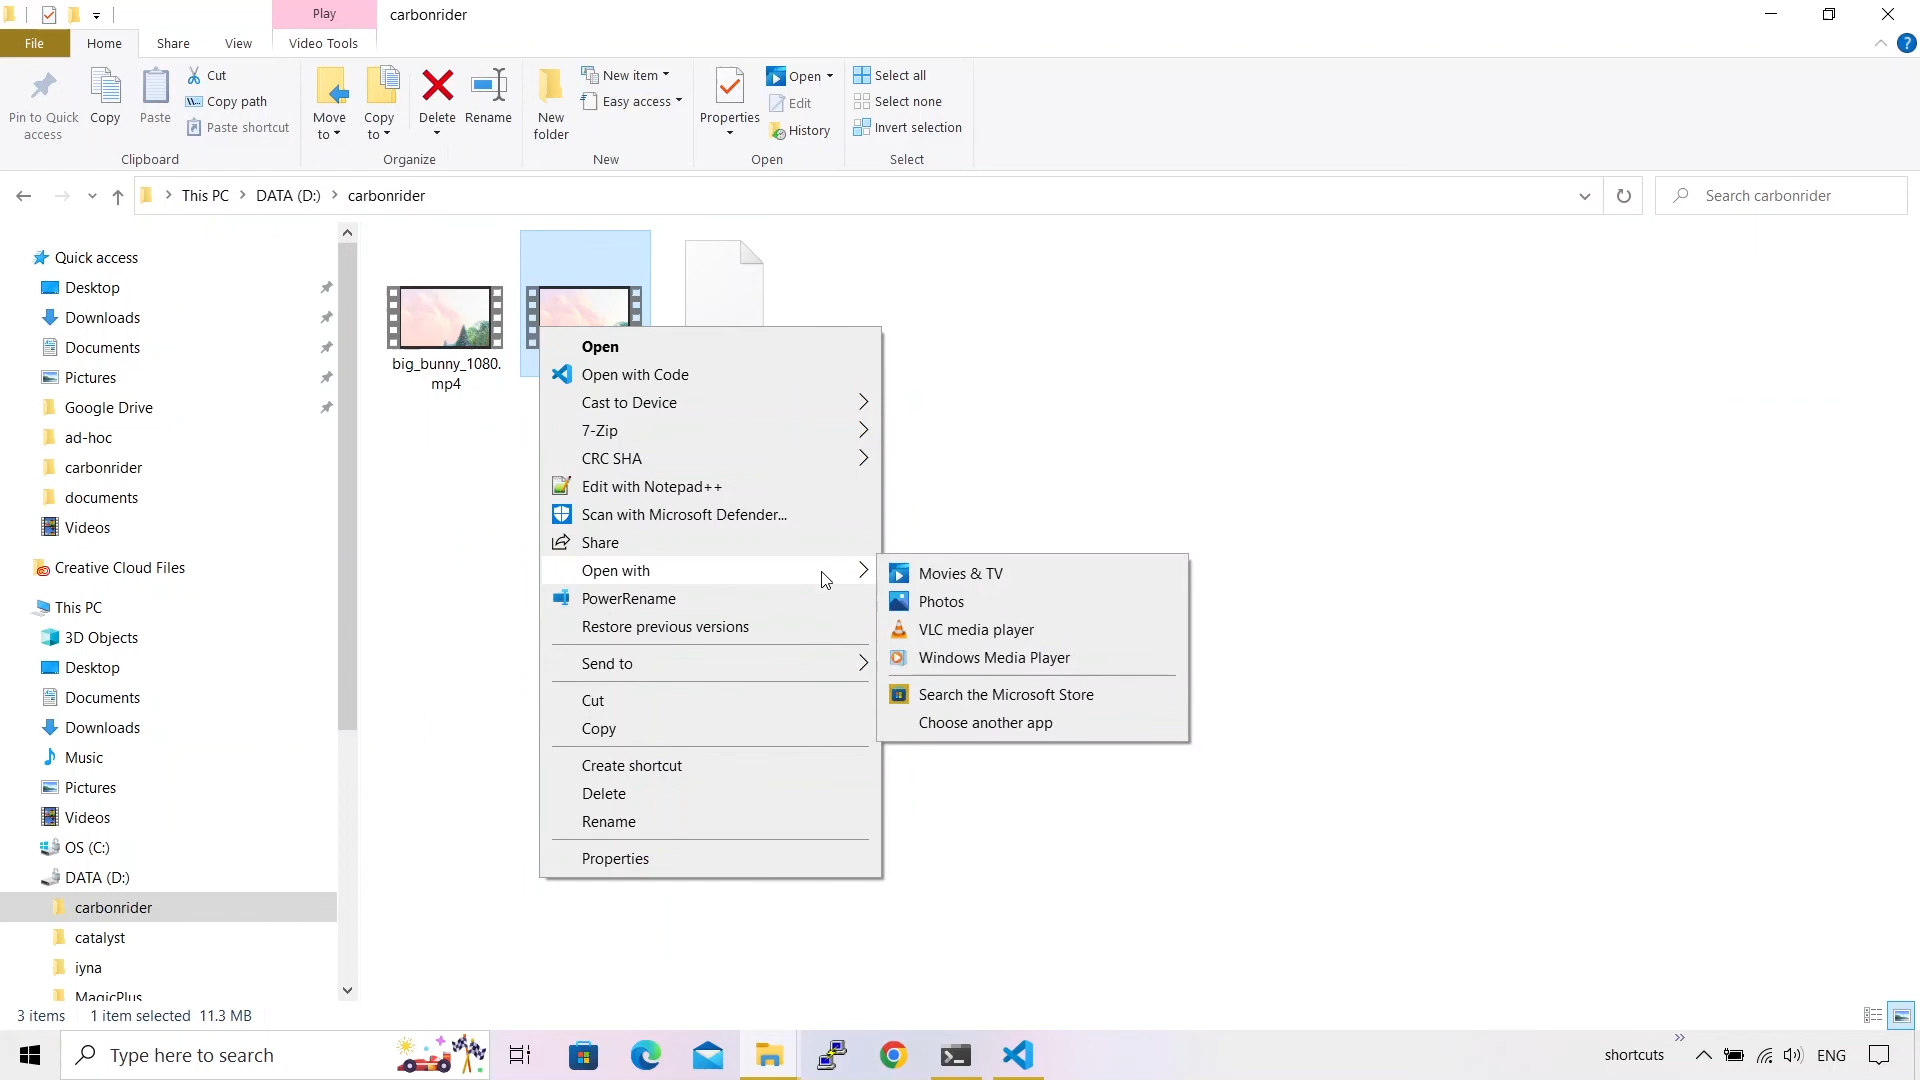 Play
carbonrider
File
Home
Share
View
Video Tools
Pin to Quick
access
Copy
Paste
Cut
Copy path
Paste shortcut
Clipboard
Move
to
Copy
to
Delete
Rename
Organize
New
folder
New item
Easy access
New
Properties
Open
Edit
History
Open
Select all
Select none
Invert selection
Select
This PC
DATA (D:)
carbonrider
Search carbonrider
Quick access
Desktop
Downloads
Documents
Pictures
Google Drive
ad-hoc
carbonrider
documents
Videos
Creative Cloud Files
This PC
3D Objects
Desktop
Documents
Downloads
Music
Pictures
Videos
OS (C:)
DATA (D:)
carbonrider
catalyst
iyna
MagicPlus
big_bunny_1080.
mp4
Open
Open with Code
Cast to Device
7-Zip
CRC SHA
Edit with Notepad++
Scan with Microsoft Defender...
Share
Open with
PowerRename
Restore previous versions
Send to
Cut
Copy
Create shortcut
Delete
Rename
Properties
Movies & TV
Photos
VLC media player
Windows Media Player
Search the Microsoft Store
Choose another app
3 items
1 item selected 11.3 MB
Type here to search
shortcuts
ENG